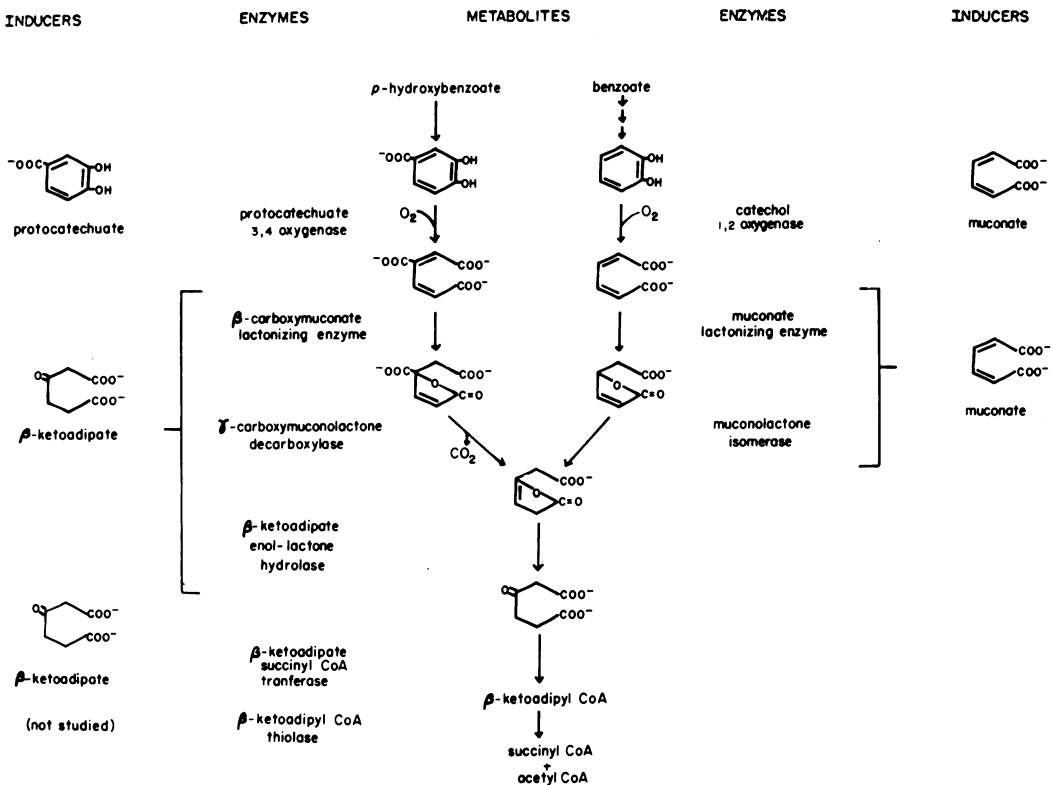 INDUCERS ENZYMES METABOLITES ENZYMES INDUCERS
p-hydroxybenzoate benzoate
⁻OOC OH OH
protocatechuate
⁻OOC OH OH
OH OH
COO⁻ COO⁻
muconate
protocatechuate
3,4 oxygenase
O₂
O₂
catechol
1,2 oxygenase
⁻OOC COO⁻ COO⁻
COO⁻ COO⁻
β-carboxymuconate
lactonizing enzyme
muconate
lactonizing enzyme
O COO⁻ COO⁻
β-ketoadipate
⁻OOC COO⁻ O C=O
COO⁻ O C=O
COO⁻ COO⁻
muconate
γ-carboxymuconolactone
decarboxylase
CO₂
muconolactone
isomerase
COO⁻ O C=O
β-ketoadipate
enol-lactone
hydrolase
O COO⁻ COO⁻
O COO⁻ COO⁻
β-ketoadipate
β-ketoadipate
succinyl CoA
tranferase
β-ketoadipyl CoA
(not studied)
β-ketoadipyl CoA
thiolase
succinyl CoA
+
acetyl CoA